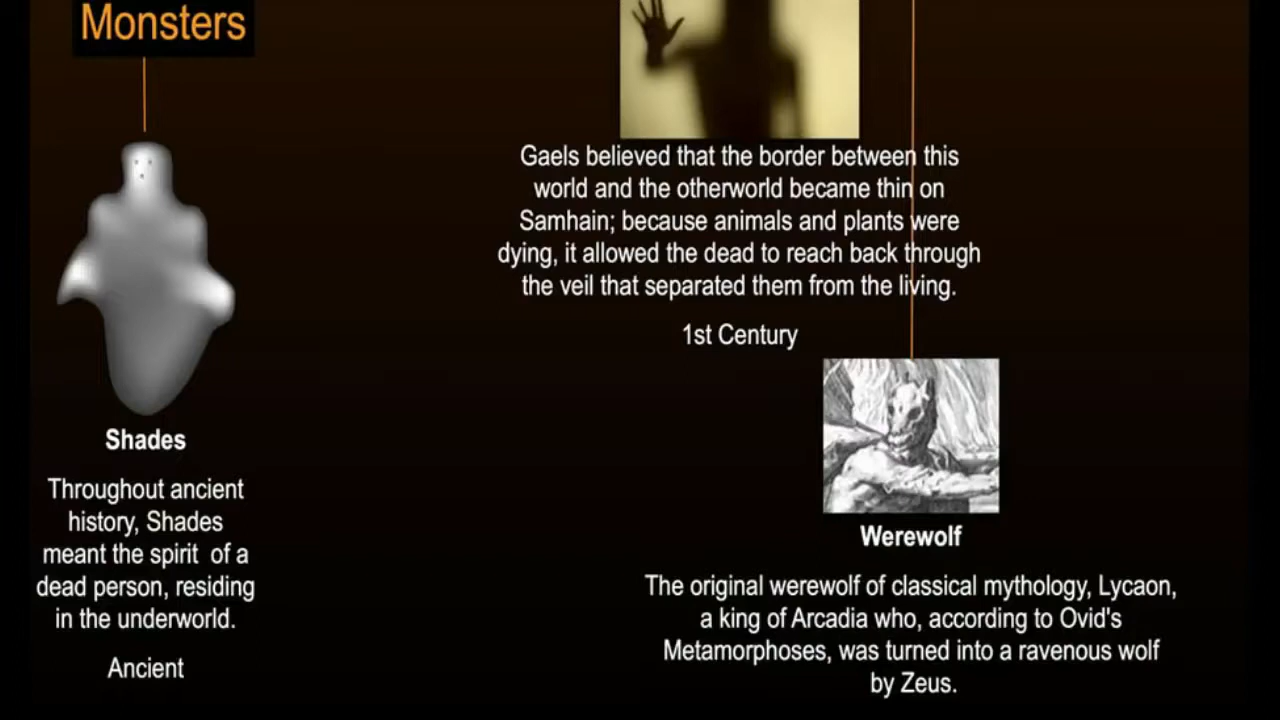 Monsters
Shades
Throughout ancient
history, Shades
meant the spirit of a
dead person, residing
in the underworld.
Ancient
Gaels believed that the border between this
world and the otherworld became thin on
Samhain; because animals and plants were
dying, it allowed the dead to reach back through
the veil that separated them from the living.
1st Century
Werewolf
The original werewolf of classical mythology, Lycaon,
a king of Arcadia who, according to Ovid's
Metamorphoses, was turned into a ravenous wolf
by Zeus.